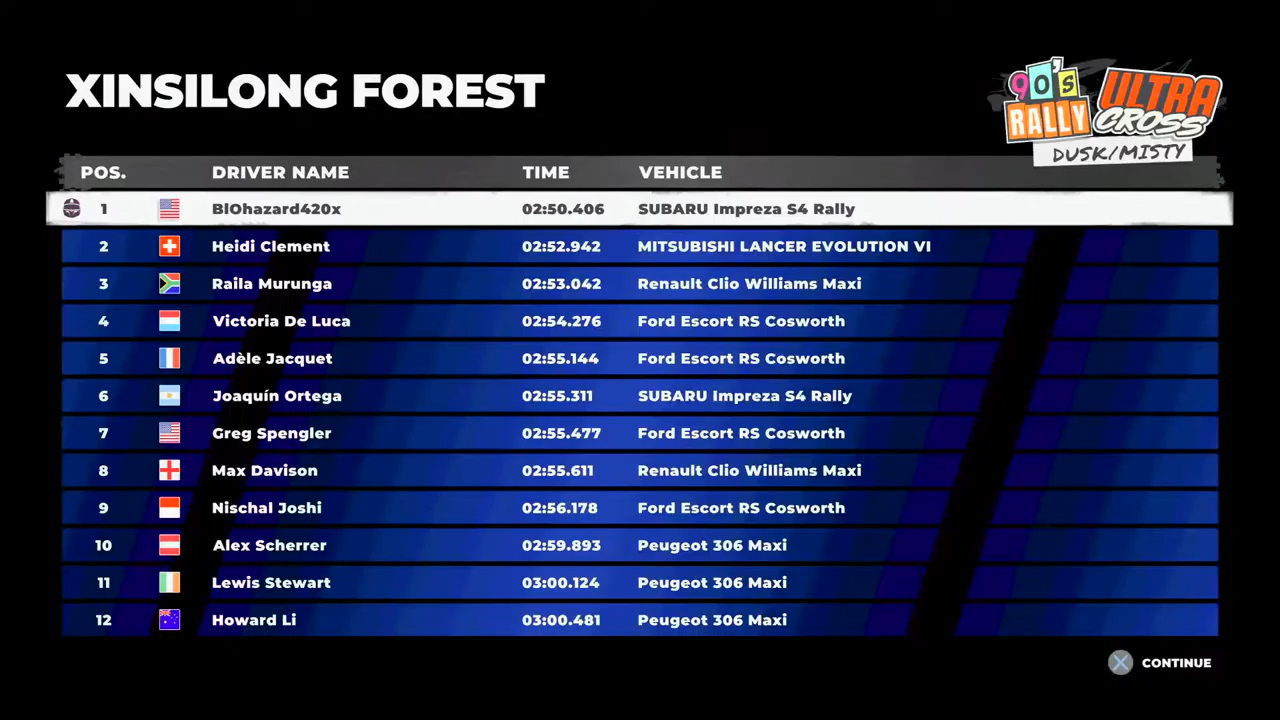 XINSILONG FOREST
90's RALLY ULTRA CROSS
DUSK/MISTY
POS. DRIVER NAME TIME VEHICLE
1 BlOhazard420x 02:50.406 SUBARU Impreza S4 Rally
2 Heidi Clement 02:52.942 MITSUBISHI LANCER EVOLUTION VI
3 Raila Murunga 02:53.042 Renault Clio Williams Maxi
4 Victoria De Luca 02:54.276 Ford Escort RS Cosworth
5 Adèle Jacquet 02:55.144 Ford Escort RS Cosworth
6 Joaquín Ortega 02:55.311 SUBARU Impreza S4 Rally
7 Greg Spengler 02:55.477 Ford Escort RS Cosworth
8 Max Davison 02:55.611 Renault Clio Williams Maxi
9 Nischal Joshi 02:56.178 Ford Escort RS Cosworth
10 Alex Scherrer 02:59.893 Peugeot 306 Maxi
11 Lewis Stewart 03:00.124 Peugeot 306 Maxi
12 Howard Li 03:00.481 Peugeot 306 Maxi
CONTINUE